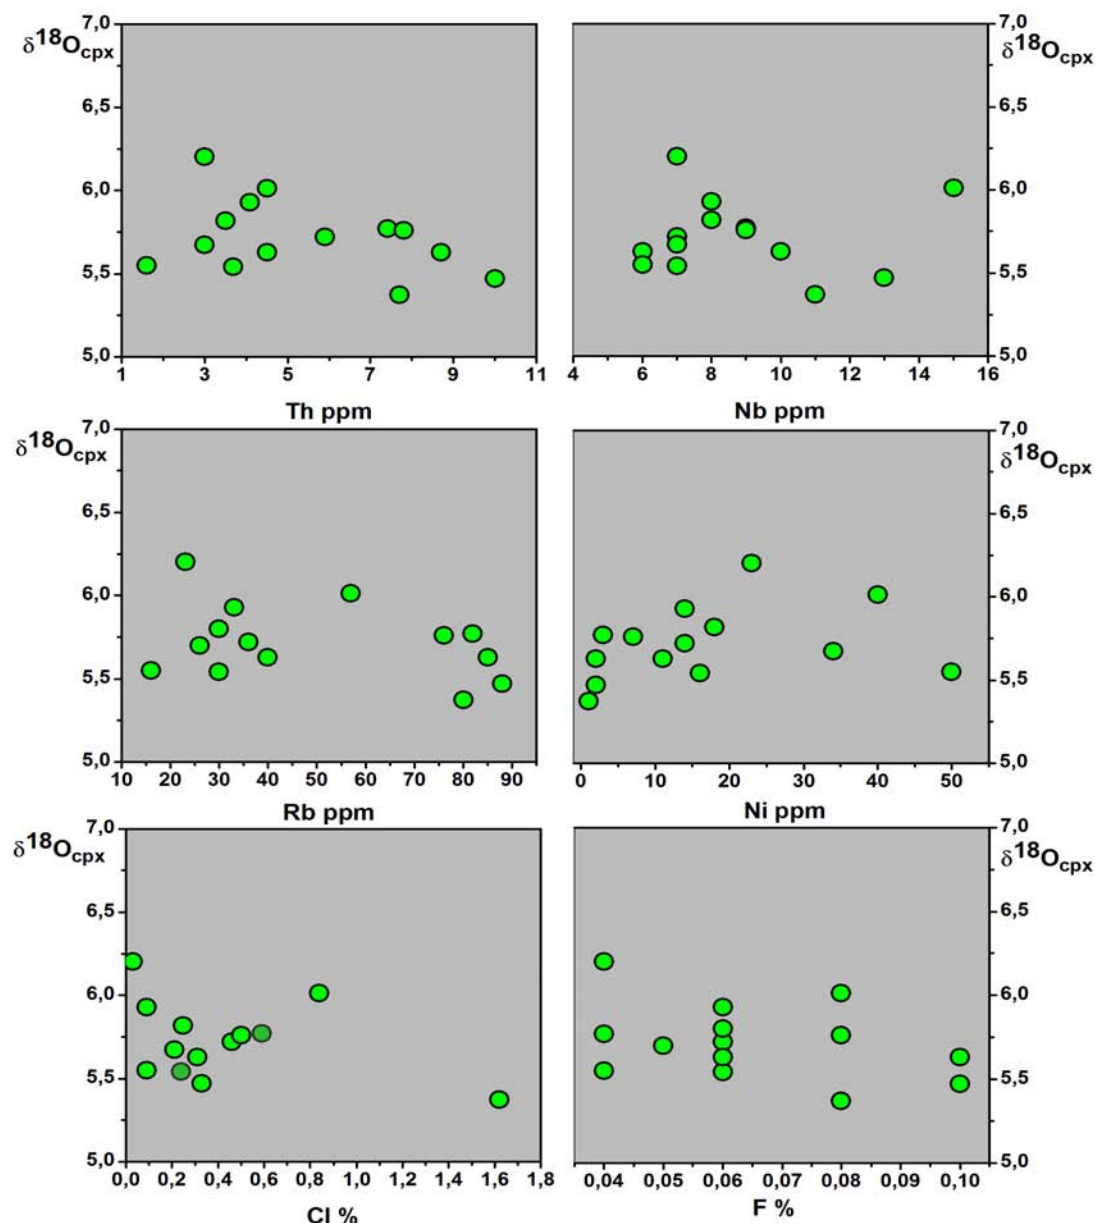 7,0
δ18Ocpx
6,5
6,0
5,5
5,0
1 3 5 7 9 11
Th ppm
7,0
δ18Ocpx
6,5
6,0
5,5
5,0
4 6 8 10 12 14 16
Nb ppm
7,0
δ18Ocpx
6,5
6,0
5,5
5,0
10 20 30 40 50 60 70 80 90
Rb ppm
7,0
δ18Ocpx
6,5
6,0
5,5
5,0
0 10 20 30 40 50
Ni ppm
7,0
δ18Ocpx
6,5
6,0
5,5
5,0
0,0 0,2 0,4 0,6 0,8 1,0 1,2 1,4 1,6 1,8
Cl %
7,0
δ18Ocpx
6,5
6,0
5,5
5,0
0,04 0,05 0,06 0,07 0,08 0,09 0,10
F %